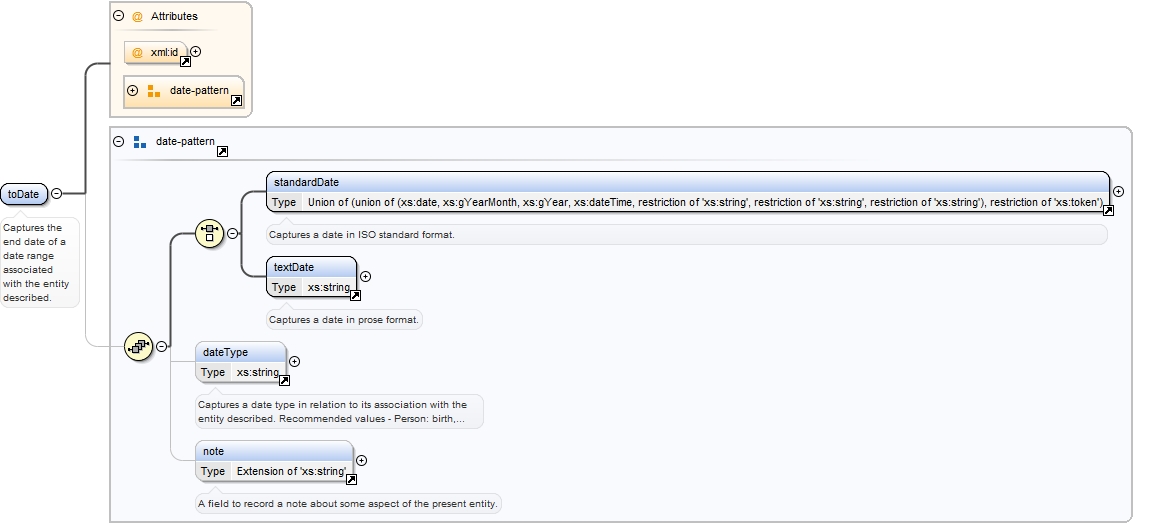 Attributes
@ xml:id
date-pattern
date-pattern
toDate
Captures the
end date of a
date range
associated
with the entity
described.
standardDate
Type Union of (union of (xs:date, xs:gYearMonth, xs:gYear, xs:dateTime, restriction of 'xs:string', restriction of 'xs:string', restriction of 'xs:string'), restriction of 'xs:token')
Captures a date in ISO standard format.
textDate
Type xs:string
Captures a date in prose format.
dateType
Type xs:string
Captures a date type in relation to its association with the
entity described. Recommended values - Person: birth,...
note
Type Extension of 'xs:string'
A field to record a note about some aspect of the present entity.